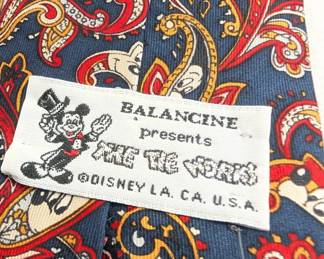 BALANCINE
presents
THE TIE WORKS
©DISNEY LA. CA. U.S.A.